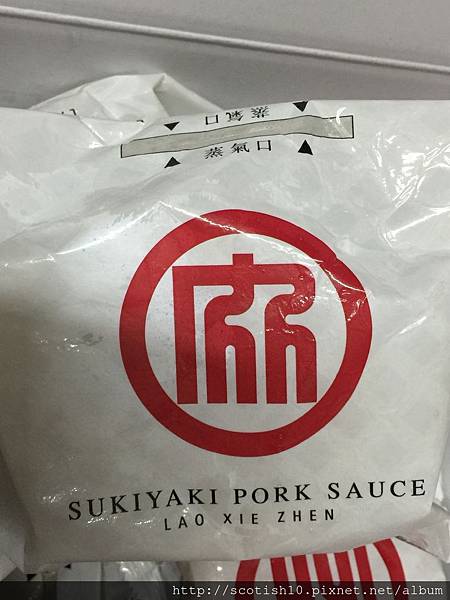 蒸氣口
蒸氣口
SUKIYAKI PORK SAUCE
LAO XIE ZHEN
http://scotish10.pixnet.net/album